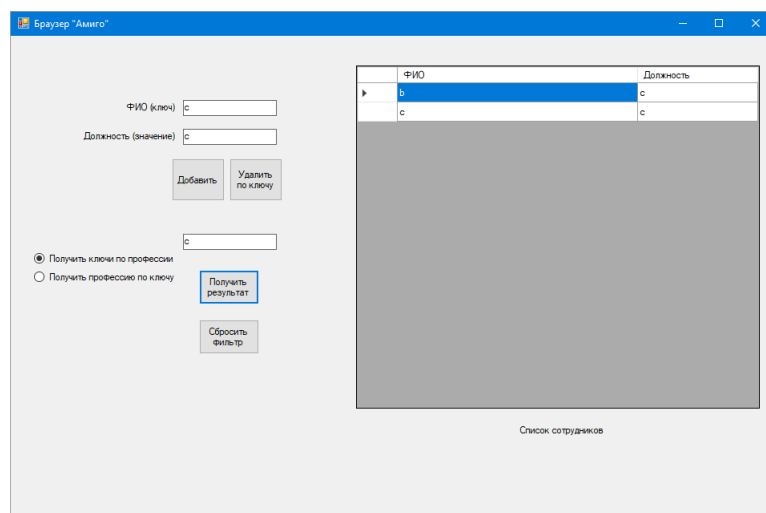 Браузер "Амиго"
ФИО (ключ) c
Должность (значение) c
Добавить
Удалить
по ключу
c
Получить ключи по профессии
Получить профессию по ключу
Получить
результат
Сбросить
фильтр
ФИО Должность
b c
c c
Список сотрудников